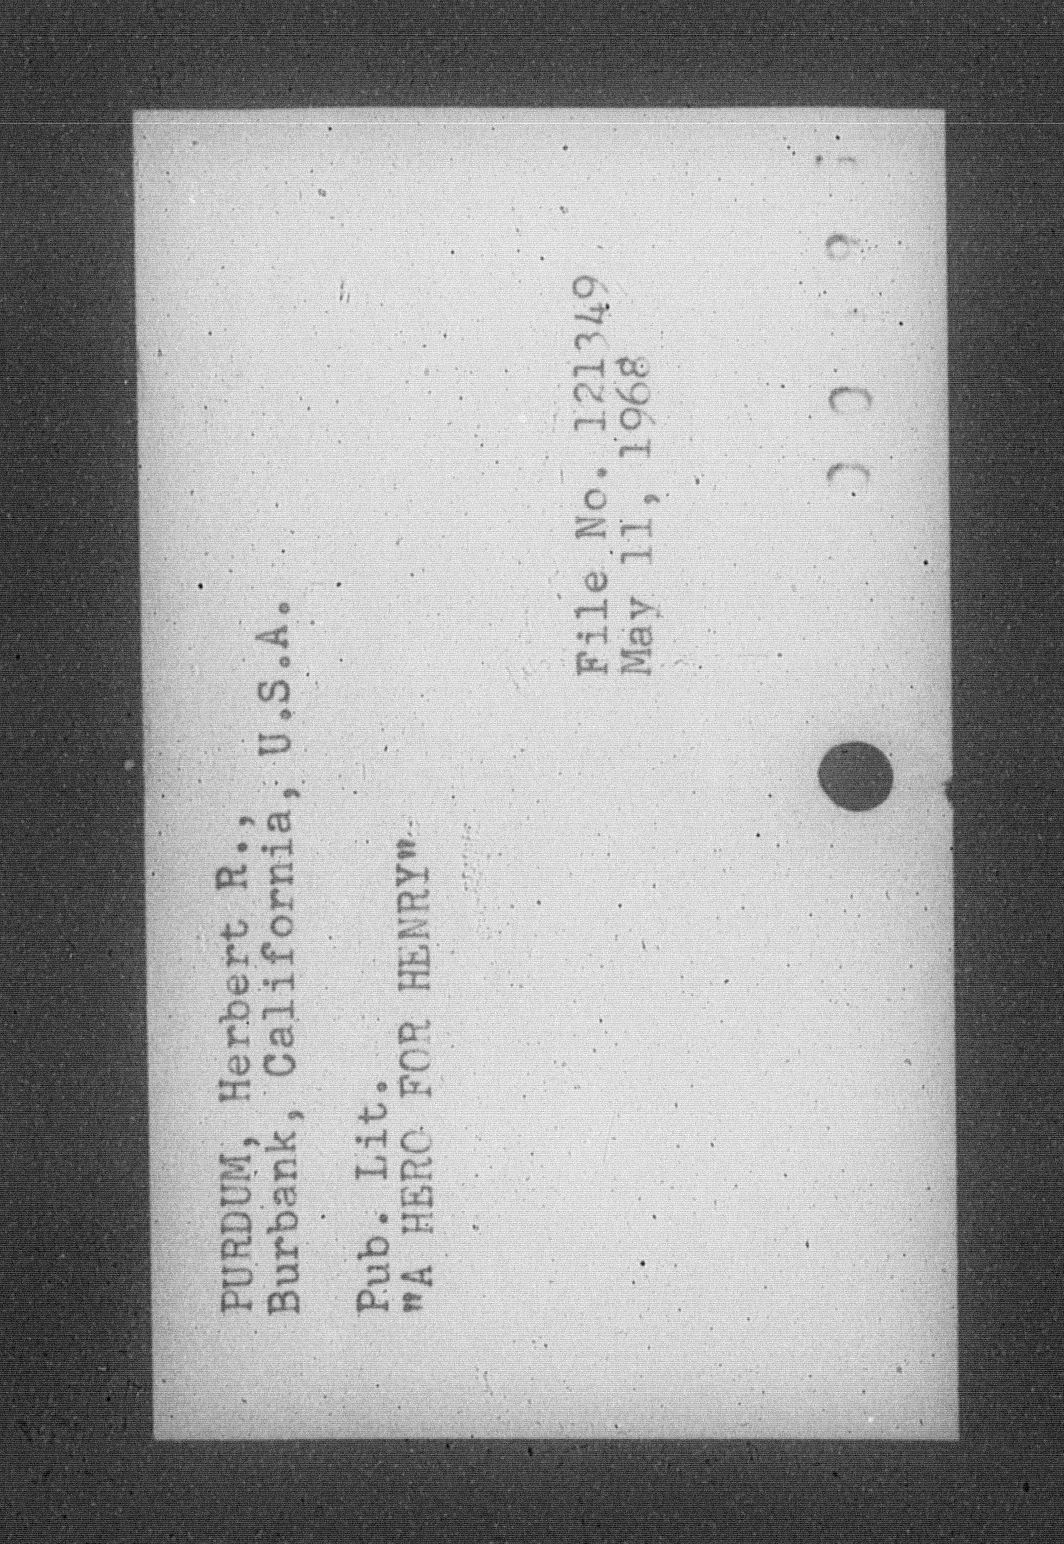 PURDUM, Herbert R.,
Burbank, California, U.S.A.
Pub. Lit.
"A HERO FOR HENRY"
File No. 121349
May 11, 1968